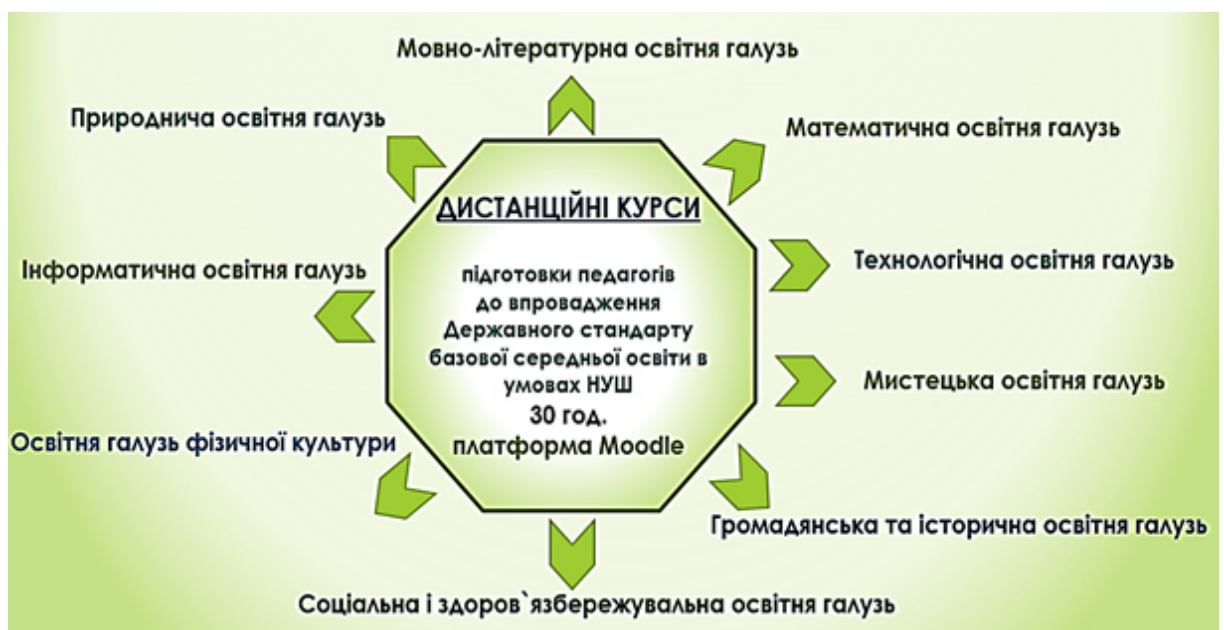 Мовно-літературна освітня галузь
Природнича освітня галузь
Математична освітня галузь
ДИСТАНЦІЙНІ КУРСИ
підготовки педагогів
до впровадження
Державного стандарту
базової середньої освіти в
умовах НУШ
30 год.
платформа Moodle
Інформатична освітня галузь
Технологічна освітня галузь
Мистецька освітня галузь
Освітня галузь фізичної культури
Громадянська та історична освітня галузь
Соціальна і здоров`язбережувальна освітня галузь